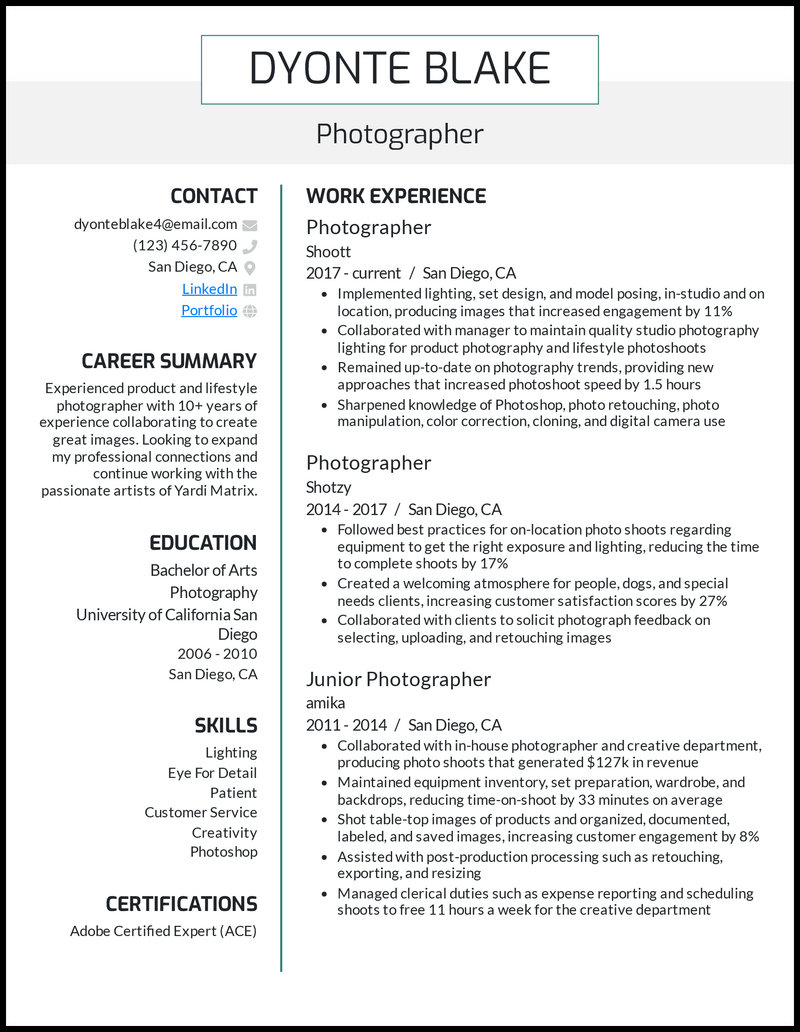 DYONTE BLAKE
Photographer
CONTACT
dyonteblake4@email.com
(123) 456-7890
San Diego, CA
LinkedIn
Portfolio
CAREER SUMMARY
Experienced product and lifestyle
photographer with 10+ years of
experience collaborating to create
great images. Looking to expand
my professional connections and
continue working with the
passionate artists of Yardi Matrix.
EDUCATION
Bachelor of Arts
Photography
University of California San
Diego
2006 - 2010
San Diego, CA
SKILLS
Lighting
Eye For Detail
Patient
Customer Service
Creativity
Photoshop
CERTIFICATIONS
Adobe Certified Expert (ACE)
WORK EXPERIENCE
Photographer
Shoott
2017 - current / San Diego, CA
• Implemented lighting, set design, and model posing, in-studio and on
location, producing images that increased engagement by 11%
• Collaborated with manager to maintain quality studio photography
lighting for product photography and lifestyle photoshoots
• Remained up-to-date on photography trends, providing new
approaches that increased photoshoot speed by 1.5 hours
• Sharpened knowledge of Photoshop, photo retouching, photo
manipulation, color correction, cloning, and digital camera use
Photographer
Shotzy
2014 - 2017 / San Diego, CA
• Followed best practices for on-location photo shoots regarding
equipment to get the right exposure and lighting, reducing the time
to complete shoots by 17%
• Created a welcoming atmosphere for people, dogs, and special
needs clients, increasing customer satisfaction scores by 27%
• Collaborated with clients to solicit photograph feedback on
selecting, uploading, and retouching images
Junior Photographer
amika
2011 - 2014 / San Diego, CA
• Collaborated with in-house photographer and creative department,
producing photo shoots that generated $127k in revenue
• Maintained equipment inventory, set preparation, wardrobe, and
backdrops, reducing time-on-shoot by 33 minutes on average
• Shot table-top images of products and organized, documented,
labeled, and saved images, increasing customer engagement by 8%
• Assisted with post-production processing such as retouching,
exporting, and resizing
• Managed clerical duties such as expense reporting and scheduling
shoots to free 11 hours a week for the creative department